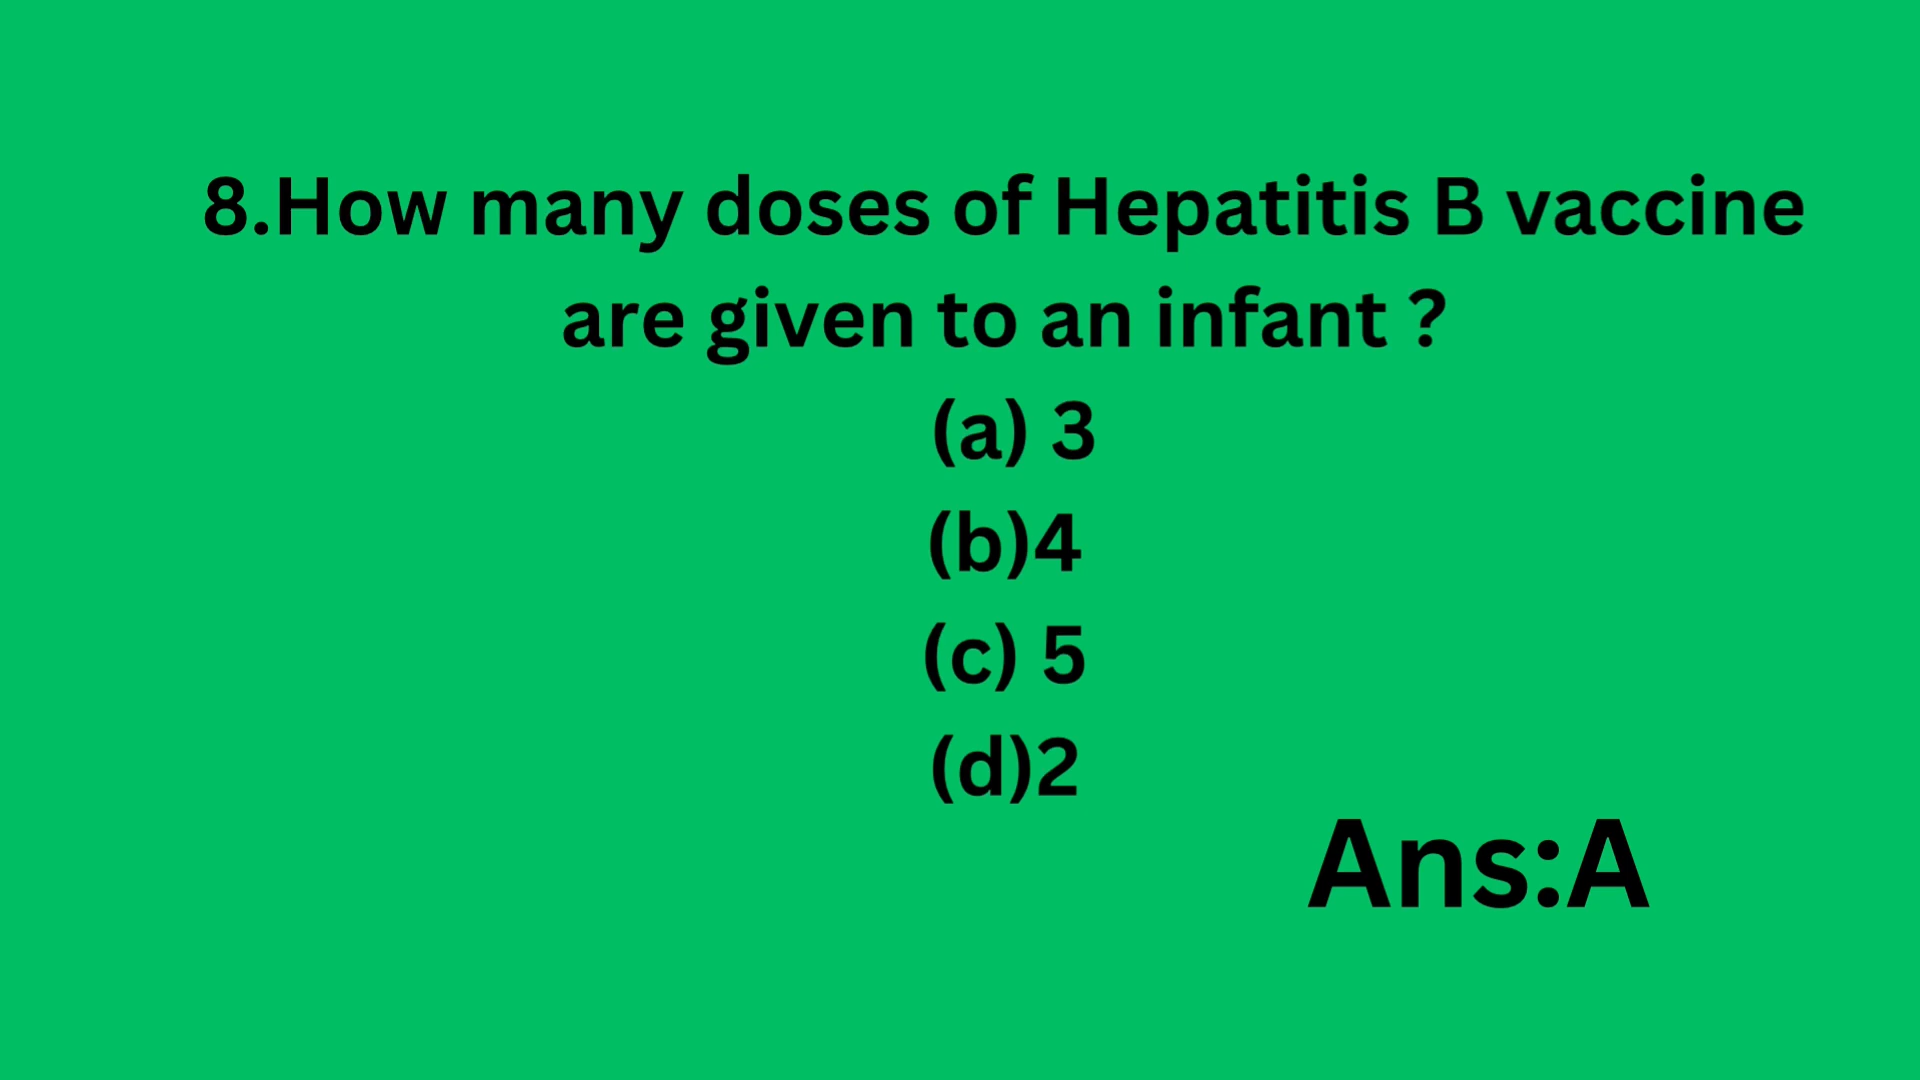 8.How many doses of Hepatitis B vaccine
are given to an infant ?
(a) 3
(b)4
(c) 5
(d)2
Ans:A